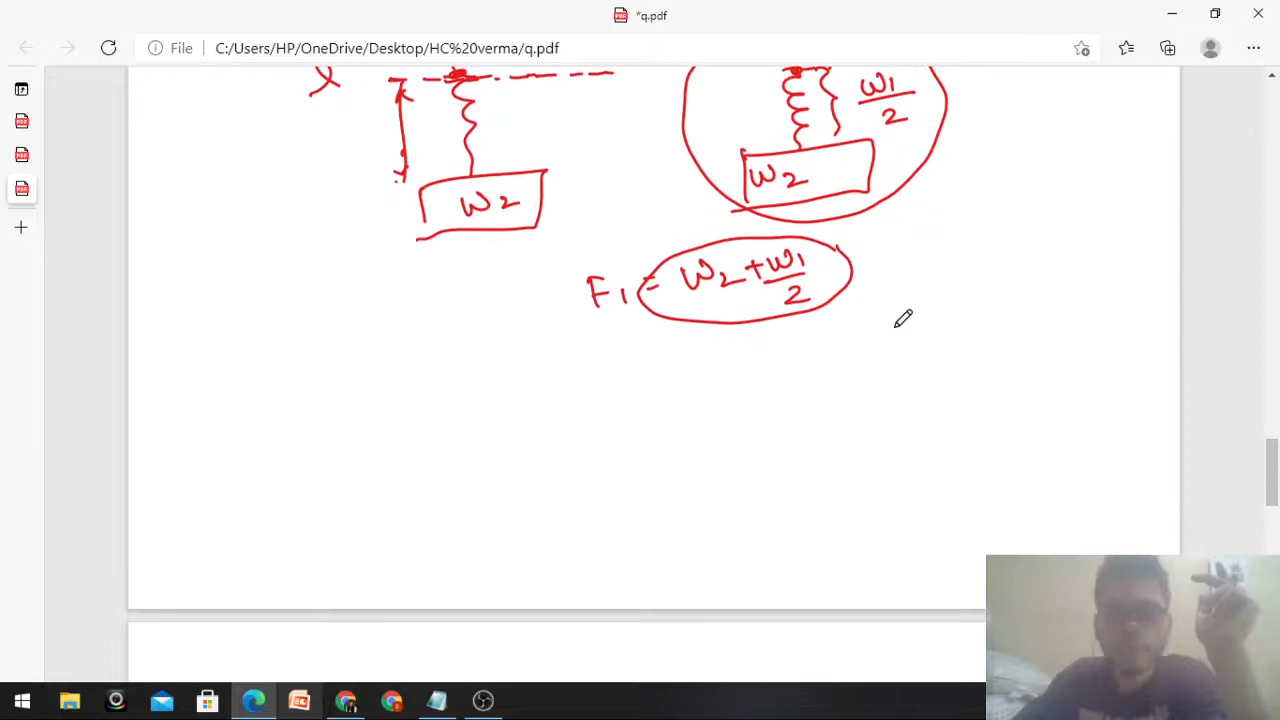 *q.pdf
File C:/Users/HP/OneDrive/Desktop/HC%20verma/q.pdf
W1/2
W2
W2
F1 = W2 + W1/2